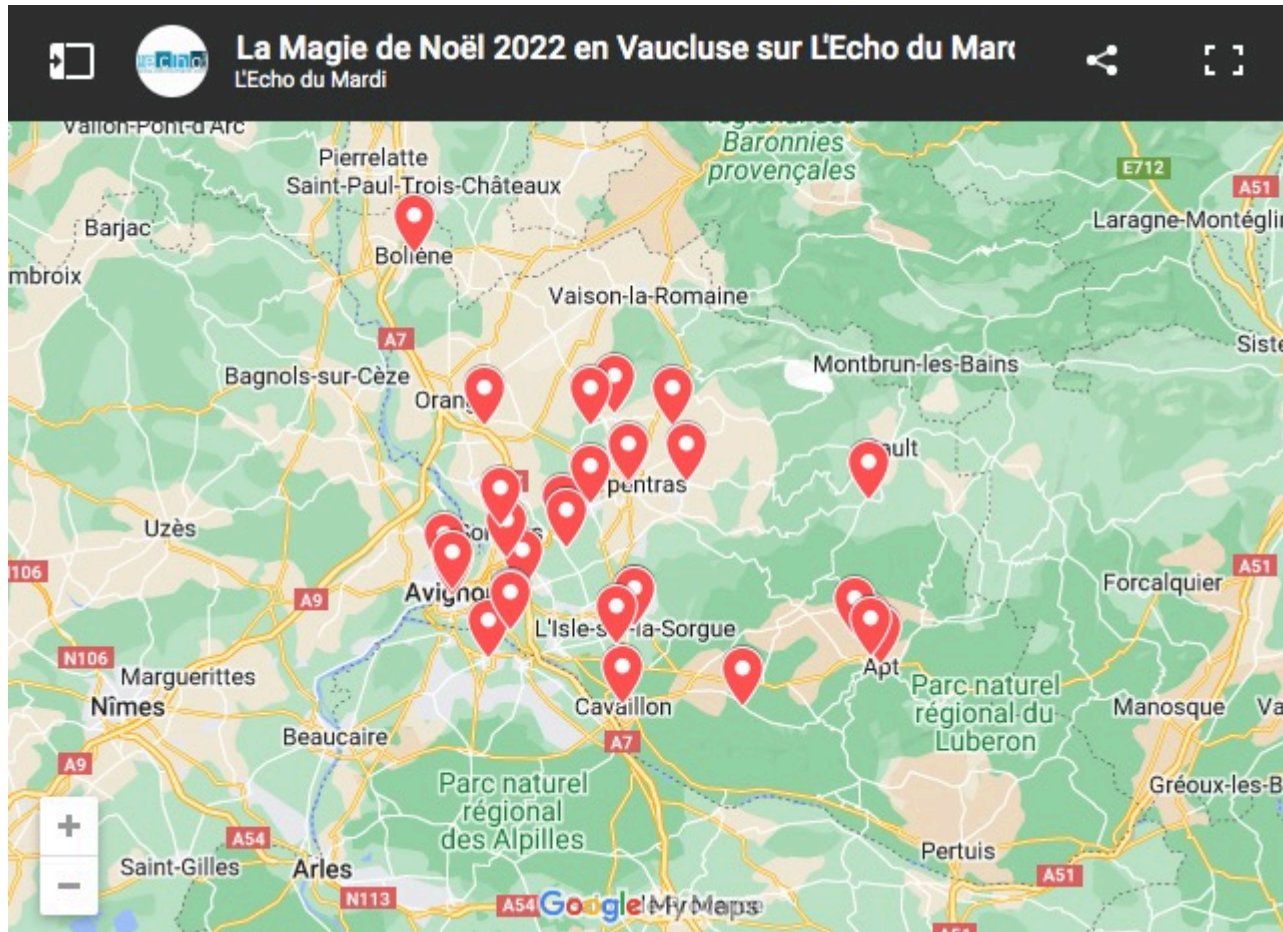 La Magie de Noël 2022 en Vaucluse sur L'Echo du Mar
L'Echo du Mardi
Vallon-Pont-d'Arc
Pierrelatte
Saint-Paul-Trois-Châteaux
Baronnies
provençales
E712
A51
Barjac
Laragne-Montégli
Bollène
mbroix
Vaison-la-Romaine
A7
Siste
Montbrun-les-Bains
Bagnols-sur-Cèze
Orang
ault
pentras
Uzès
106
Avigno
A9
Forcalquier
A51
L'Isle-s la-Sorgue
N106
Apt
Marguerittes
Nîmes
Parc naturel
régional du
Luberon
Cavaillon
Manosque
Va
Beaucaire
A7
A9
Parc naturel
régional
des Alpilles
Gréoux-les-B
+
A54
−
Saint-Gilles
Arles
Pertuis
A51
N113
A54
Google My Maps
A51